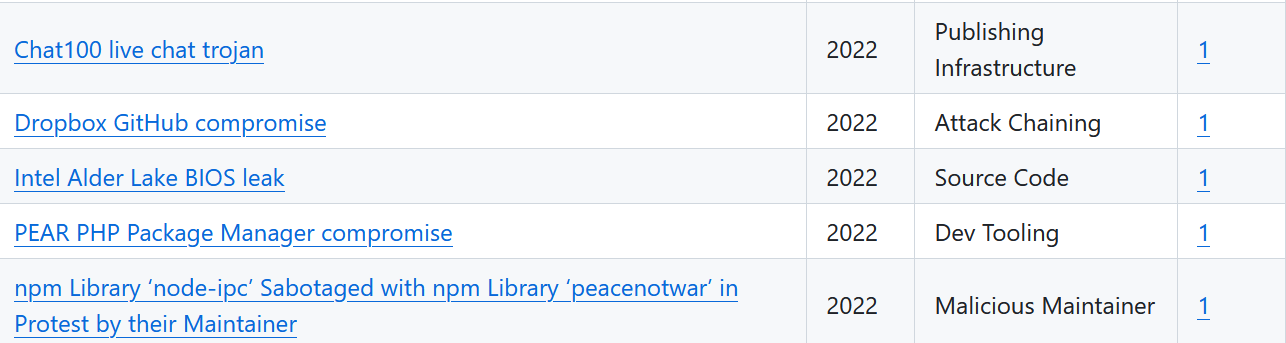 Chat100 live chat trojan 2022 Publishing
Infrastructure 1
Dropbox GitHub compromise 2022 Attack Chaining 1
Intel Alder Lake BIOS leak 2022 Source Code 1
PEAR PHP Package Manager compromise 2022 Dev Tooling 1
npm Library ‘node-ipc’ Sabotaged with npm Library ‘peacenotwar’ in
Protest by their Maintainer 2022 Malicious Maintainer 1